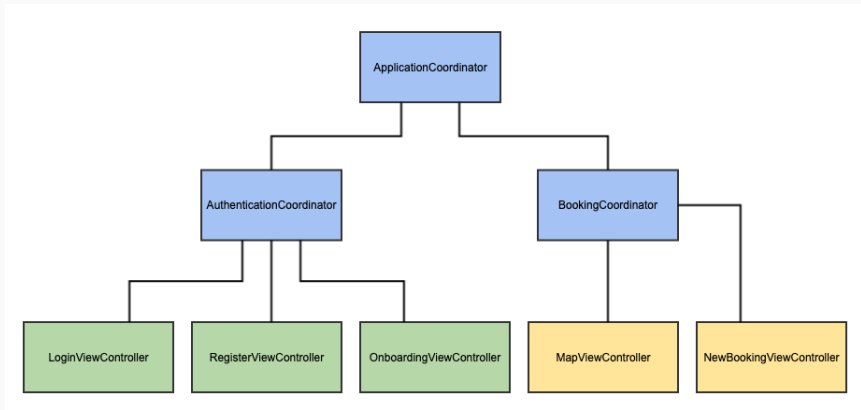 ApplicationCoordinator
AuthenticationCoordinator
BookingCoordinator
LoginViewController
RegisterViewController
OnboardingViewController
MapViewController
NewBookingViewController